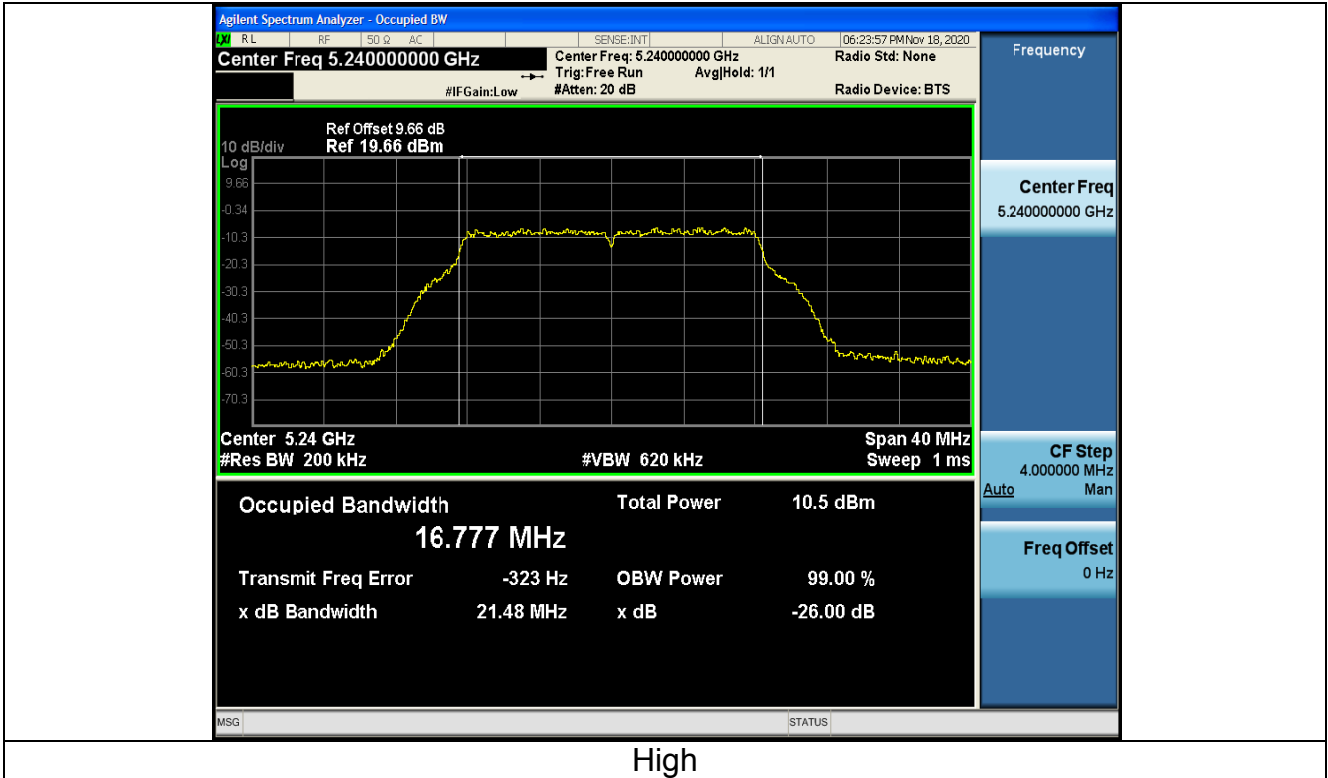 Agilent Spectrum Analyzer - Occupied BW
LXI RL RF 50 Ω AC SENSE:INT ALIGN AUTO 06:23:57 PM Nov 18, 2020
Center Freq 5.240000000 GHz
Center Freq: 5.240000000 GHz Radio Std: None
Trig: Free Run Avg|Hold: 1/1
#IFGain:Low #Atten: 20 dB Radio Device: BTS
Ref Offset 9.66 dB
10 dB/div Ref 19.66 dBm
Log
9.66
-0.34
-10.3
-20.3
-30.3
-40.3
-50.3
-60.3
-70.3
Center 5.24 GHz Span 40 MHz
#Res BW 200 kHz #VBW 620 kHz Sweep 1 ms
Occupied Bandwidth Total Power 10.5 dBm
16.777 MHz
Transmit Freq Error -323 Hz OBW Power 99.00 %
x dB Bandwidth 21.48 MHz x dB -26.00 dB
MSG STATUS
Frequency
Center Freq
5.240000000 GHz
CF Step
4.000000 MHz
Auto Man
Freq Offset
0 Hz
High